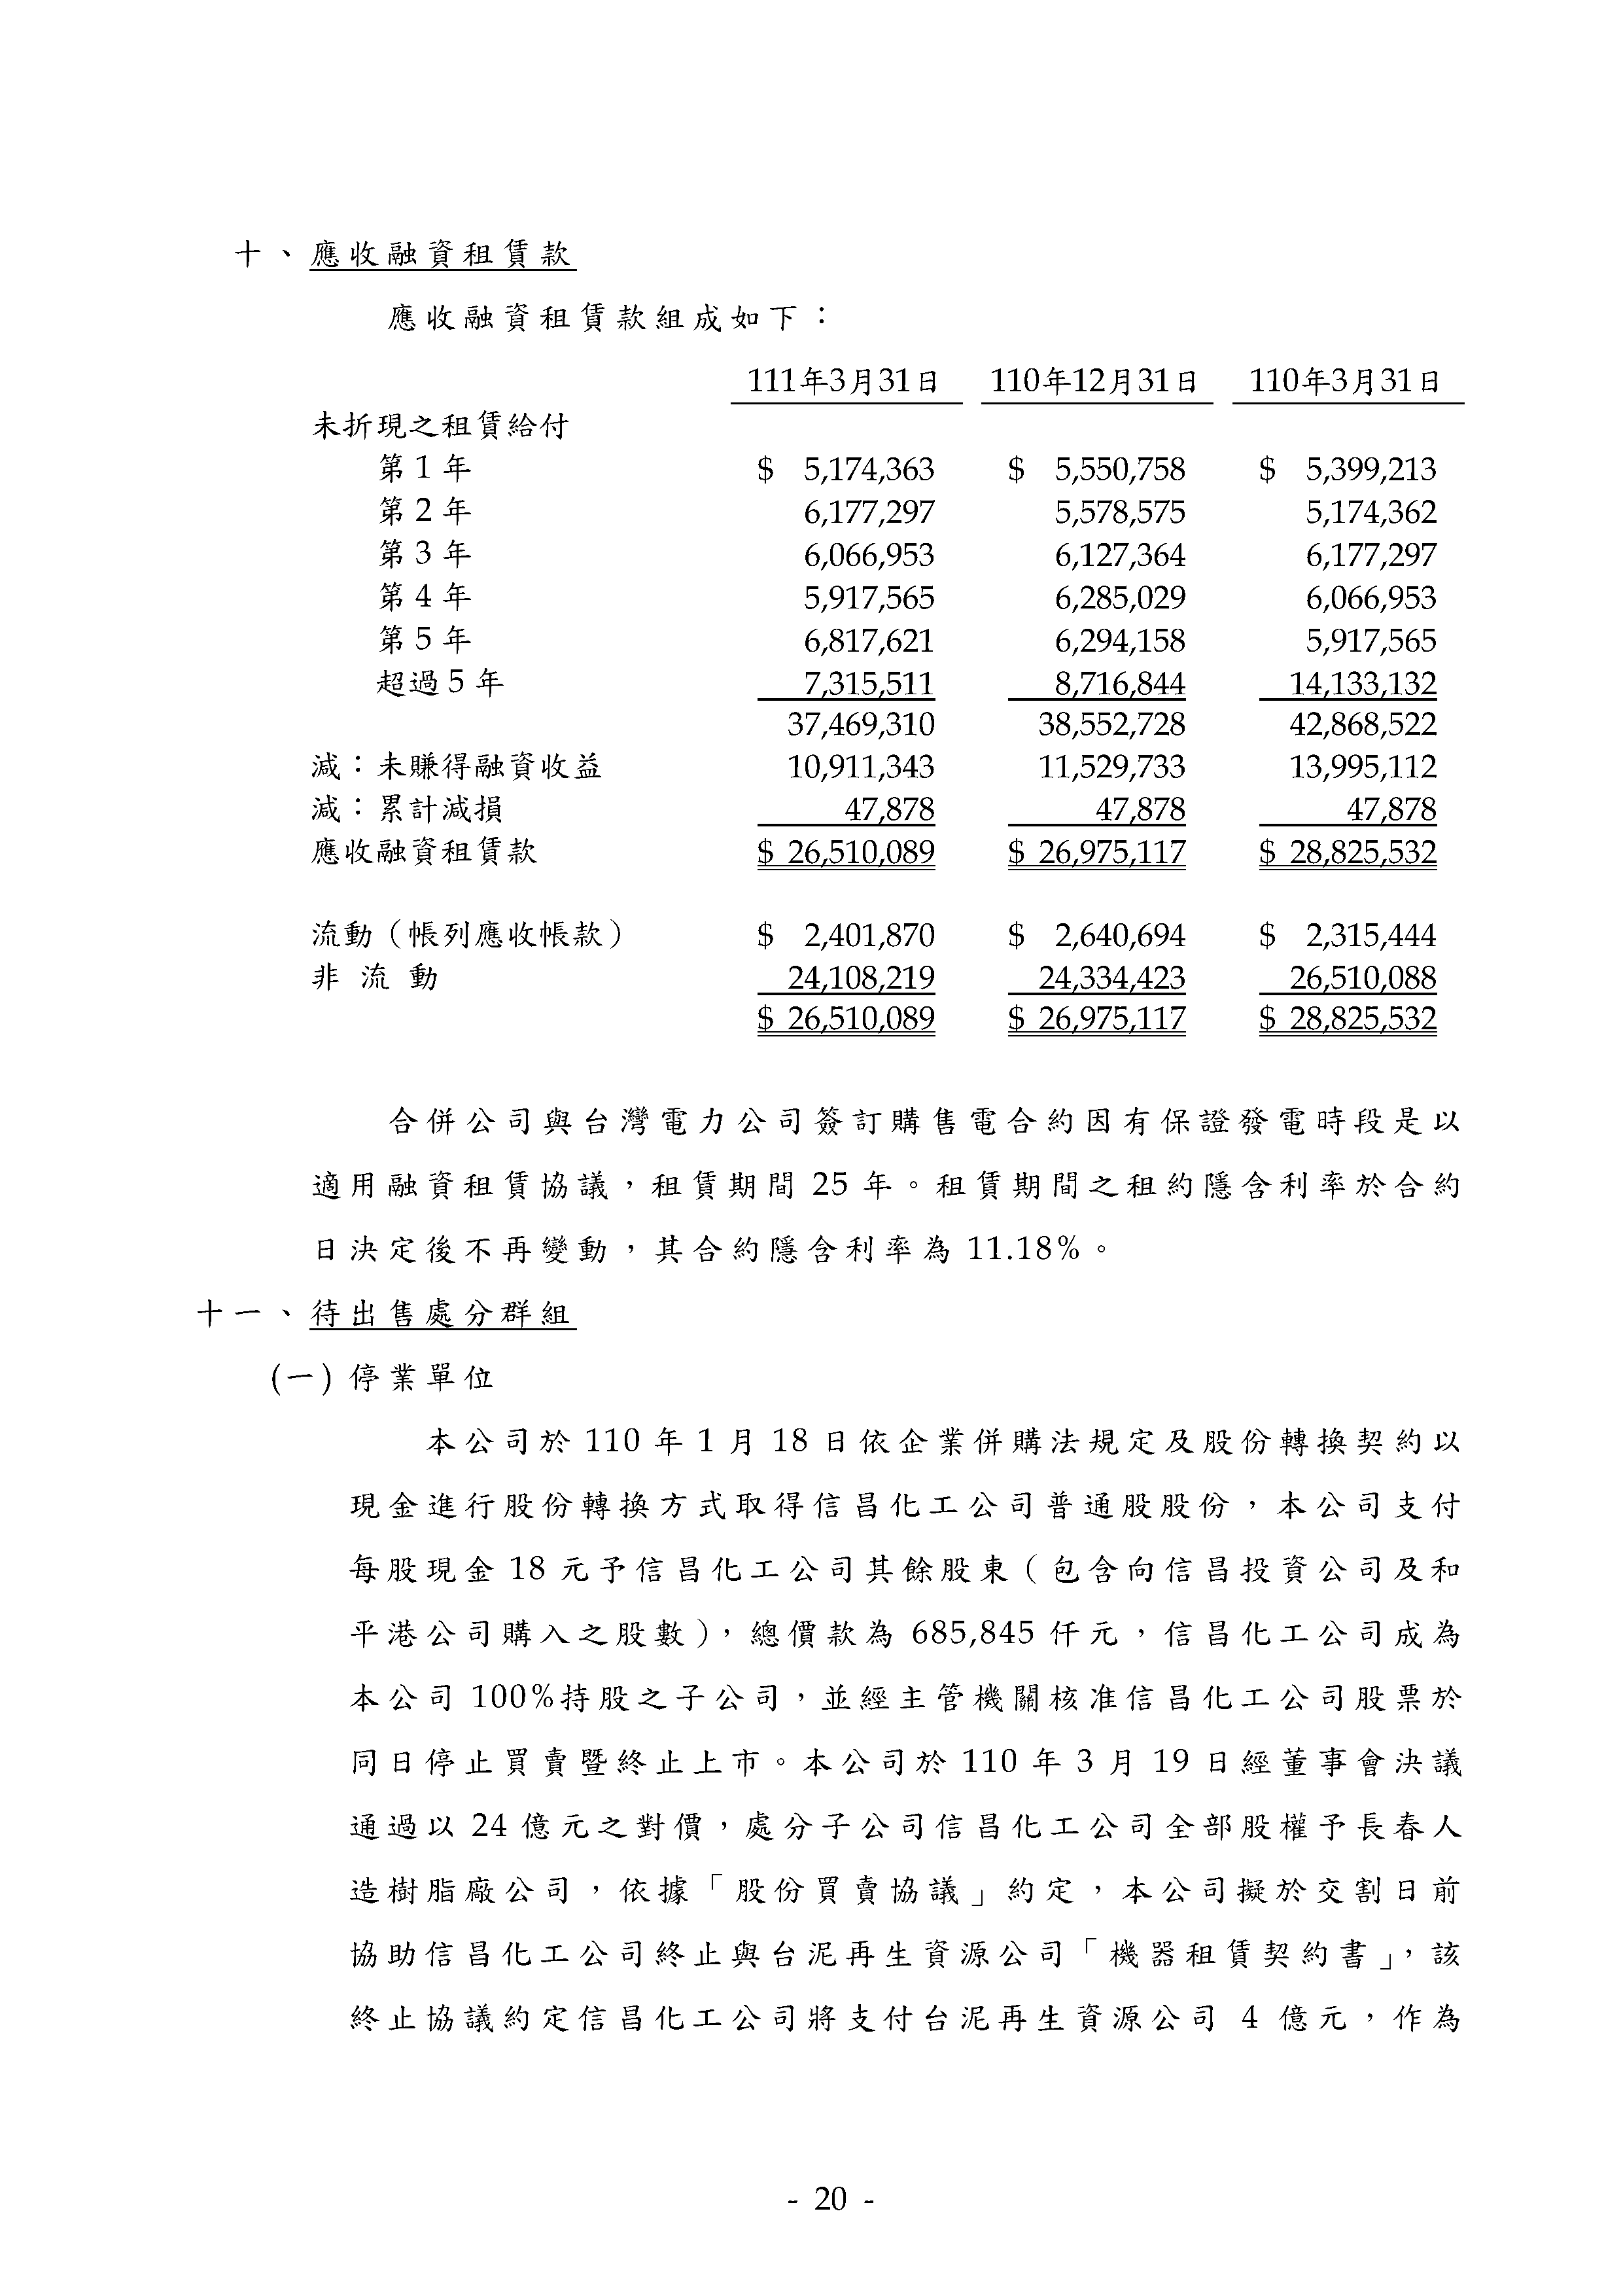 十、應收融資租賃款
應收融資租賃款組成如下：
111年3月31日 110年12月31日 110年3月31日
未折現之租賃給付
第1年 $ 5,174,363 $ 5,550,758 $ 5,399,213
第2年 6,177,297 5,578,575 5,174,362
第3年 6,066,953 6,127,364 6,177,297
第4年 5,917,565 6,285,029 6,066,953
第5年 6,817,621 6,294,158 5,917,565
超過5年 7,315,511 8,716,844 14,133,132
37,469,310 38,552,728 42,868,522
減：未賺得融資收益 10,911,343 11,529,733 13,995,112
減：累計減損 47,878 47,878 47,878
應收融資租賃款 $ 26,510,089 $ 26,975,117 $ 28,825,532
流動（帳列應收帳款） $ 2,401,870 $ 2,640,694 $ 2,315,444
非流動 24,108,219 24,334,423 26,510,088
$ 26,510,089 $ 26,975,117 $ 28,825,532
合併公司與台灣電力公司簽訂購售電合約因有保證發電時段是以
適用融資租賃協議，租賃期間 25 年。租賃期間之租約隱含利率於合約
日決定後不再變動，其合約隱含利率為 11.18%。
十一、待出售處分群組
(一) 停業單位
本公司於 110 年 1 月 18 日依企業併購法規定及股份轉換契約以
現金進行股份轉換方式取得信昌化工公司普通股股份，本公司支付
每股現金 18 元予信昌化工公司其餘股東（包含向信昌投資公司及和
平港公司購入之股數），總價款為 685,845 仟元，信昌化工公司成為
本公司 100%持股之子公司，並經主管機關核准信昌化工公司股票於
同日停止買賣暨終止上市。本公司於 110 年 3 月 19 日經董事會決議
通過以 24 億元之對價，處分子公司信昌化工公司全部股權予長春人
造樹脂廠公司，依據「股份買賣協議」約定，本公司擬於交割日前
協助信昌化工公司終止與台泥再生資源公司「機器租賃契約書」，該
終止協議約定信昌化工公司將支付台泥再生資源公司 4 億元，作為
- 20 -